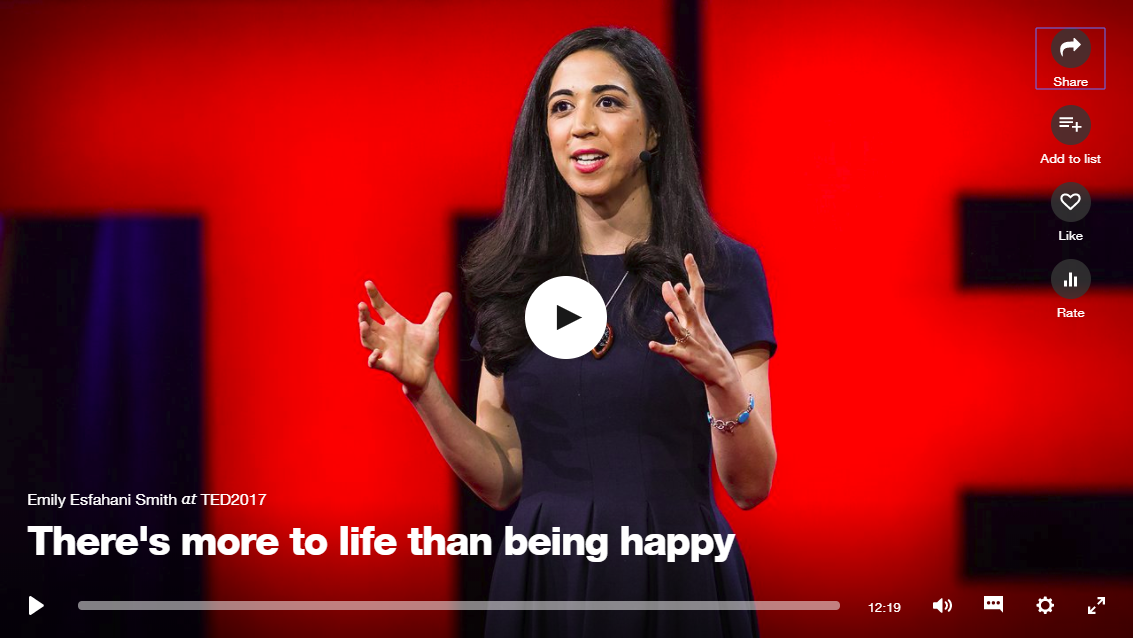 Share
Add to list
Like
Rate
Emily Esfahani Smith at TED2017
There's more to life than being happy
12:19